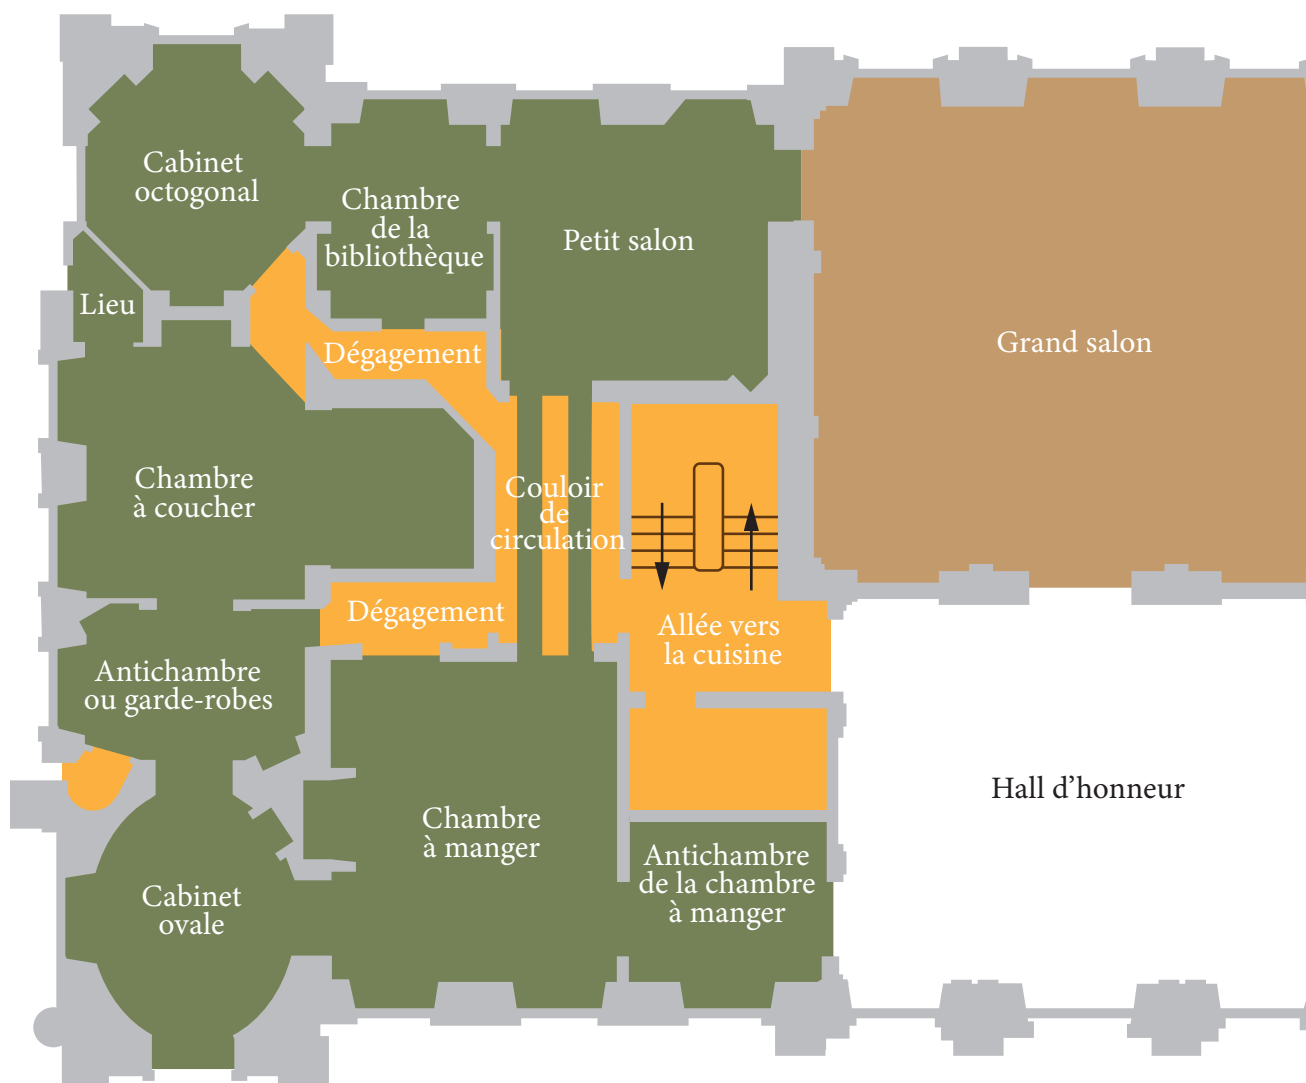 Cabinet
octogonal
Chambre
de la
bibliothèque
Petit salon
Lieu
Dégagement
Grand salon
Chambre
à coucher
Couloir
de
circulation
Dégagement
Allée vers
la cuisine
Antichambre
ou garde-robes
Hall d'honneur
Chambre
à manger
Antichambre
de la chambre
à manger
Cabinet
ovale